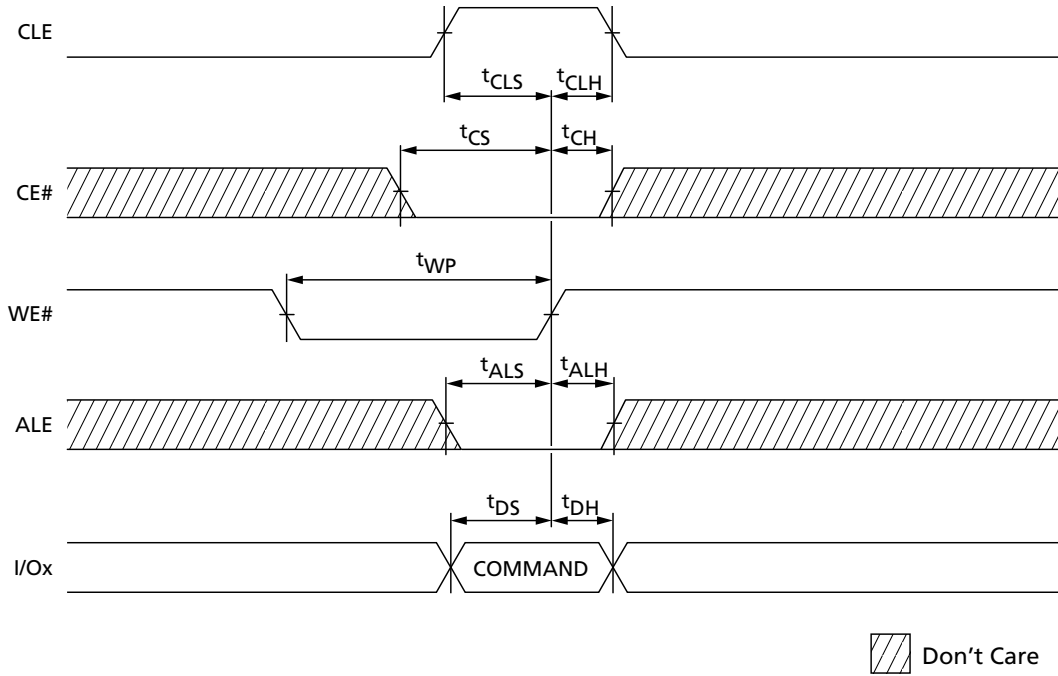 CLE
tCLS tCLH
tCS tCH
CE#
tWP
WE#
tALS tALH
ALE
tDS tDH
I/Ox COMMAND
Don't Care